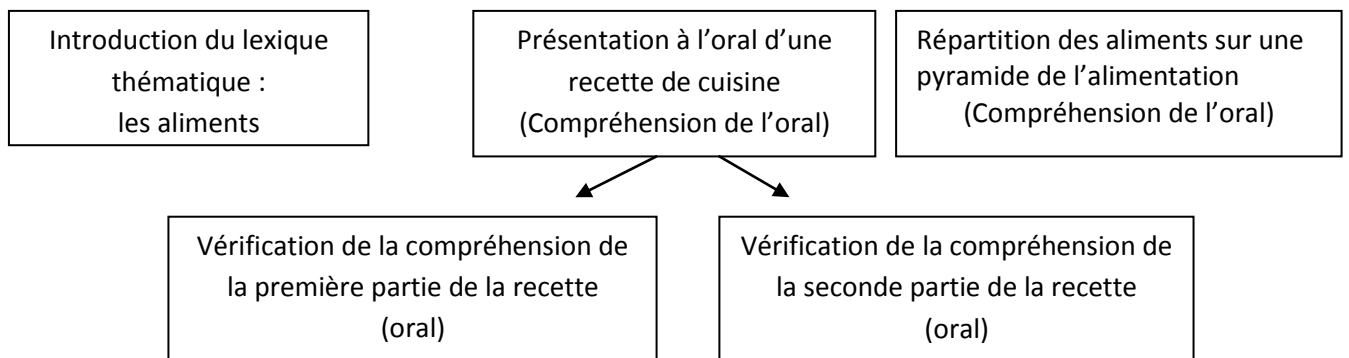 Introduction du lexique
thématique :
les aliments
Présentation à l’oral d’une
recette de cuisine
(Compréhension de l’oral)
Répartition des aliments sur une
pyramide de l’alimentation
(Compréhension de l’oral)
Vérification de la compréhension de
la première partie de la recette
(oral)
Vérification de la compréhension de
la seconde partie de la recette
(oral)